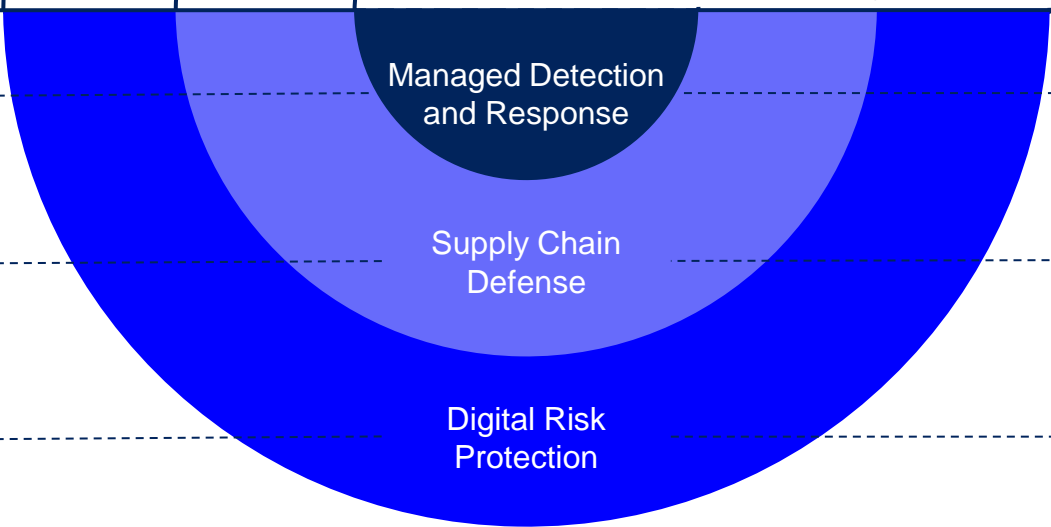 Managed Detection
and Response
Supply Chain
Defense
Digital Risk
Protection